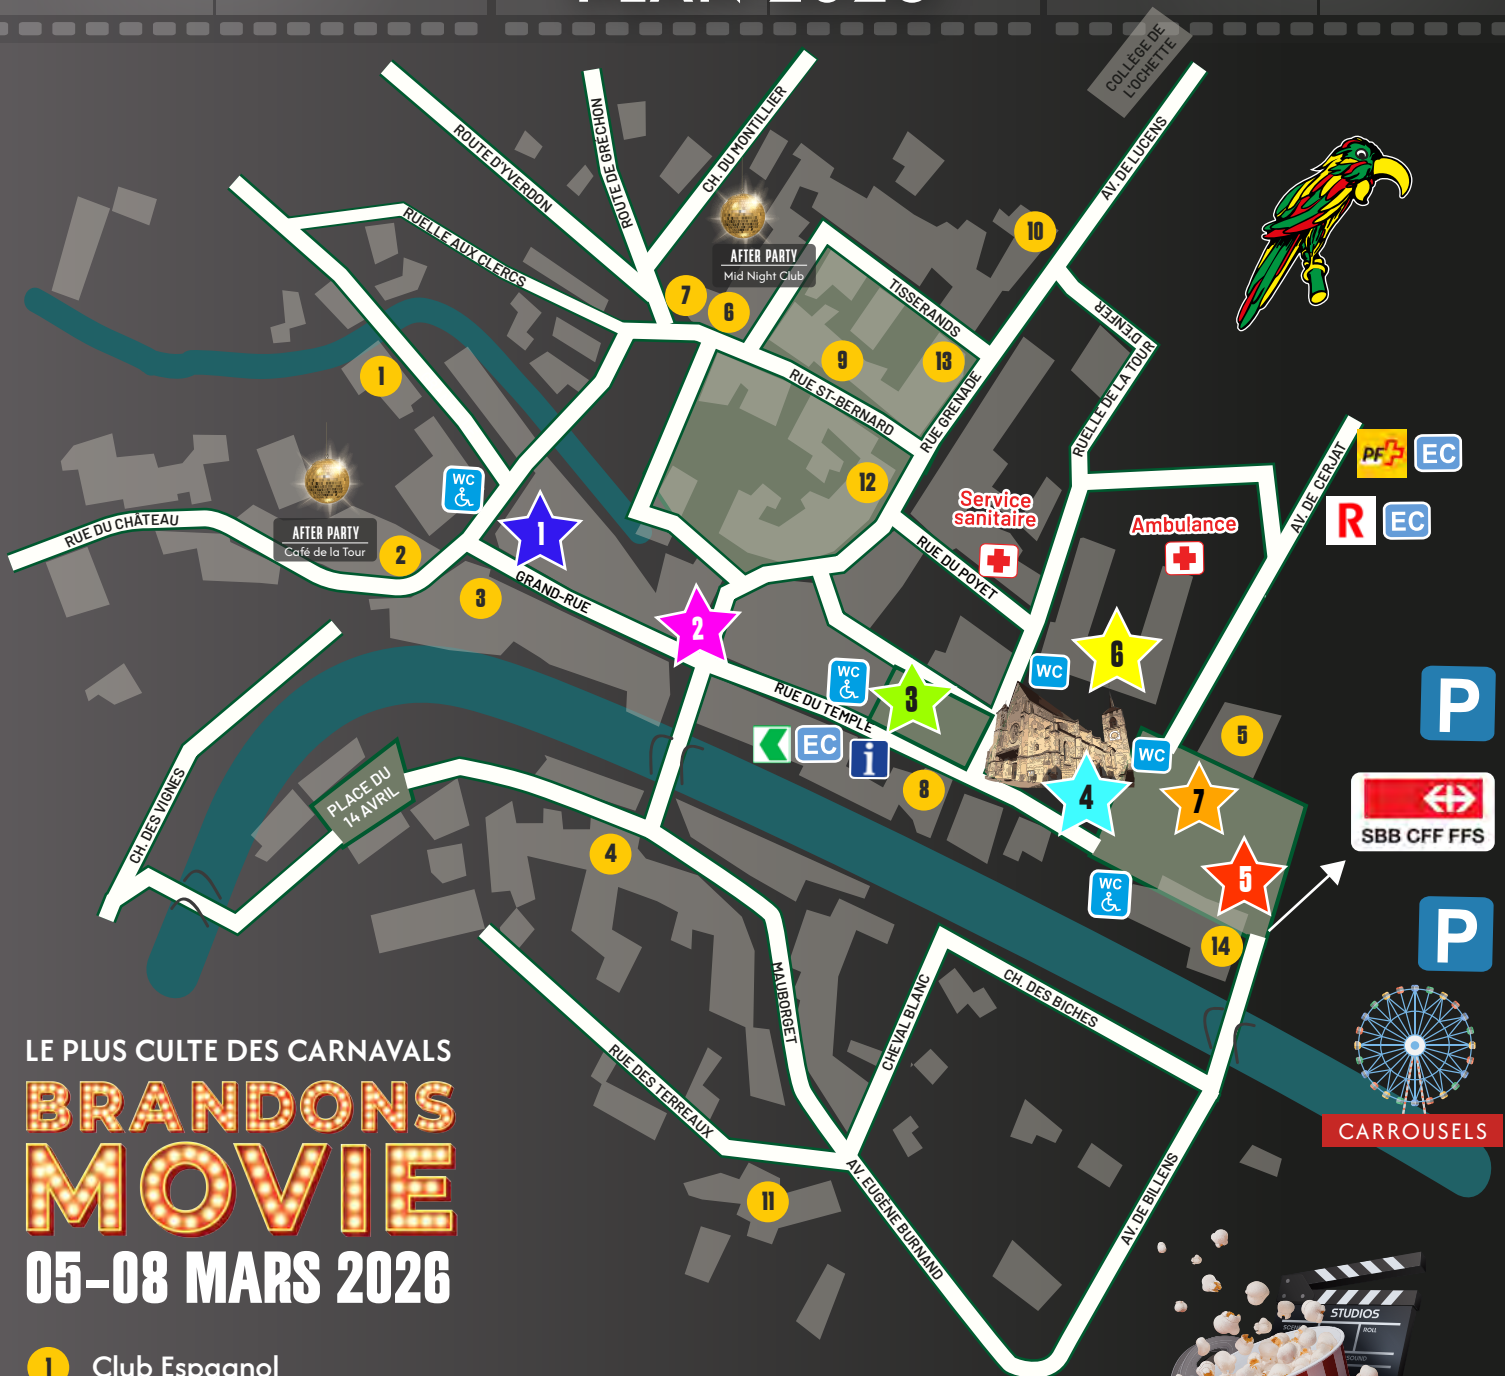 PLAN 2026
COLLÈGE DE
L'OCHETTE
ROUTE D'YVERDON
ROUTE DE GRECHON
CH. DU MONTILLIER
AV. DE LUCENS
RUELLE AUX CLERCS
AFTER PARTY
Mid Night Club
10
7
6
TISSERANDS
D'ENFER
9
13
1
RUE ST-BERNARD
RUE GRENADE
RUELLE DE LA TOUR
AV. DE CERJAT
PF
EC
R
EC
WC
12
Service
sanitaire
Ambulance
RUE DU CHÂTEAU
AFTER PARTY
Café de la Tour
2
1
3
GRAND-RUE
RUE DU POYET
2
6
WC
WC
3
RUE DU TEMPLE
EC
i
8
4
WC
5
7
P
SBB CFF FFS
CH. DES VIGNES
PLACE DU
14 AVRIL
4
5
WC
14
P
MAUBORGET
CHEVAL BLANC
CH. DES BICHES
RUE DES TERREAUX
CARROUSELS
11
AV. EUGÈNE BURNAND
AV. DE BILLENS
LE PLUS CULTE DES CARNAVALS
BRANDONS
MOVIE
05-08 MARS 2026
1 Club Espagnol
STUDIOS
ROLL
SOUND